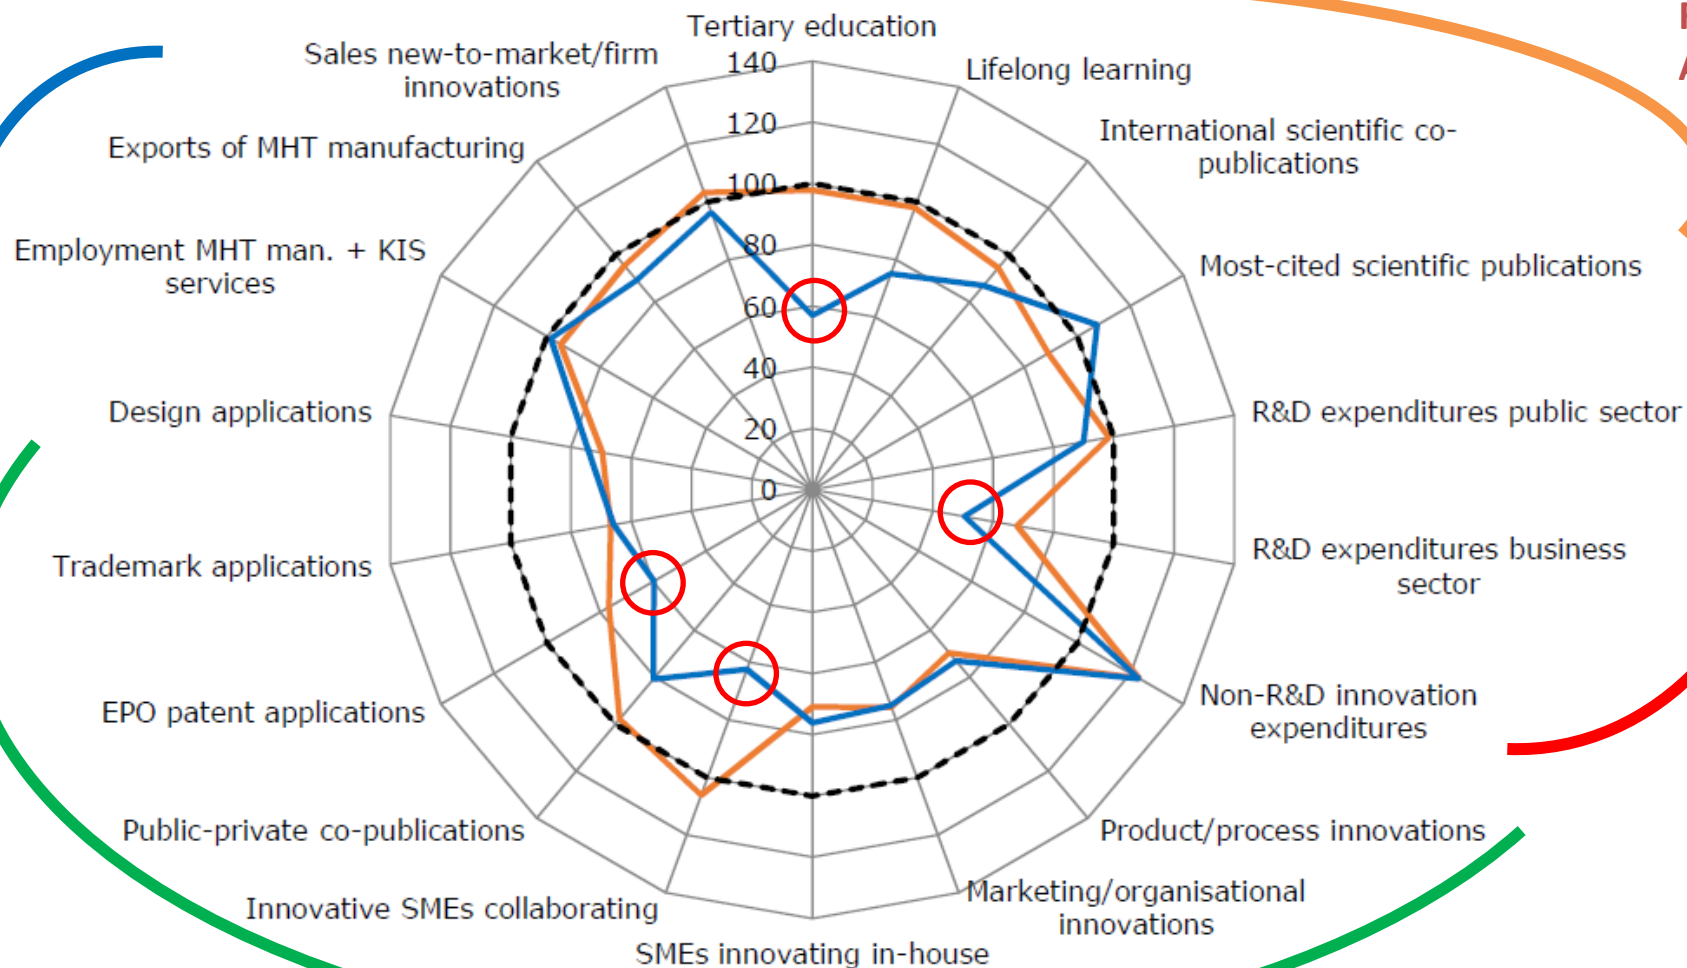 Tertiary education
Sales new-to-market/firm
innovations
Lifelong learning
International scientific co-
publications
Exports of MHT manufacturing
Employment MHT man. + KIS
services
Most-cited scientific publications
Design applications
R&D expenditures public sector
Trademark applications
R&D expenditures business
sector
EPO patent applications
Non-R&D innovation
expenditures
Public-private co-publications
Product/process innovations
Innovative SMEs collaborating
Marketing/organisational
innovations
SMEs innovating in-house
140
120
100
80
60
40
20
0